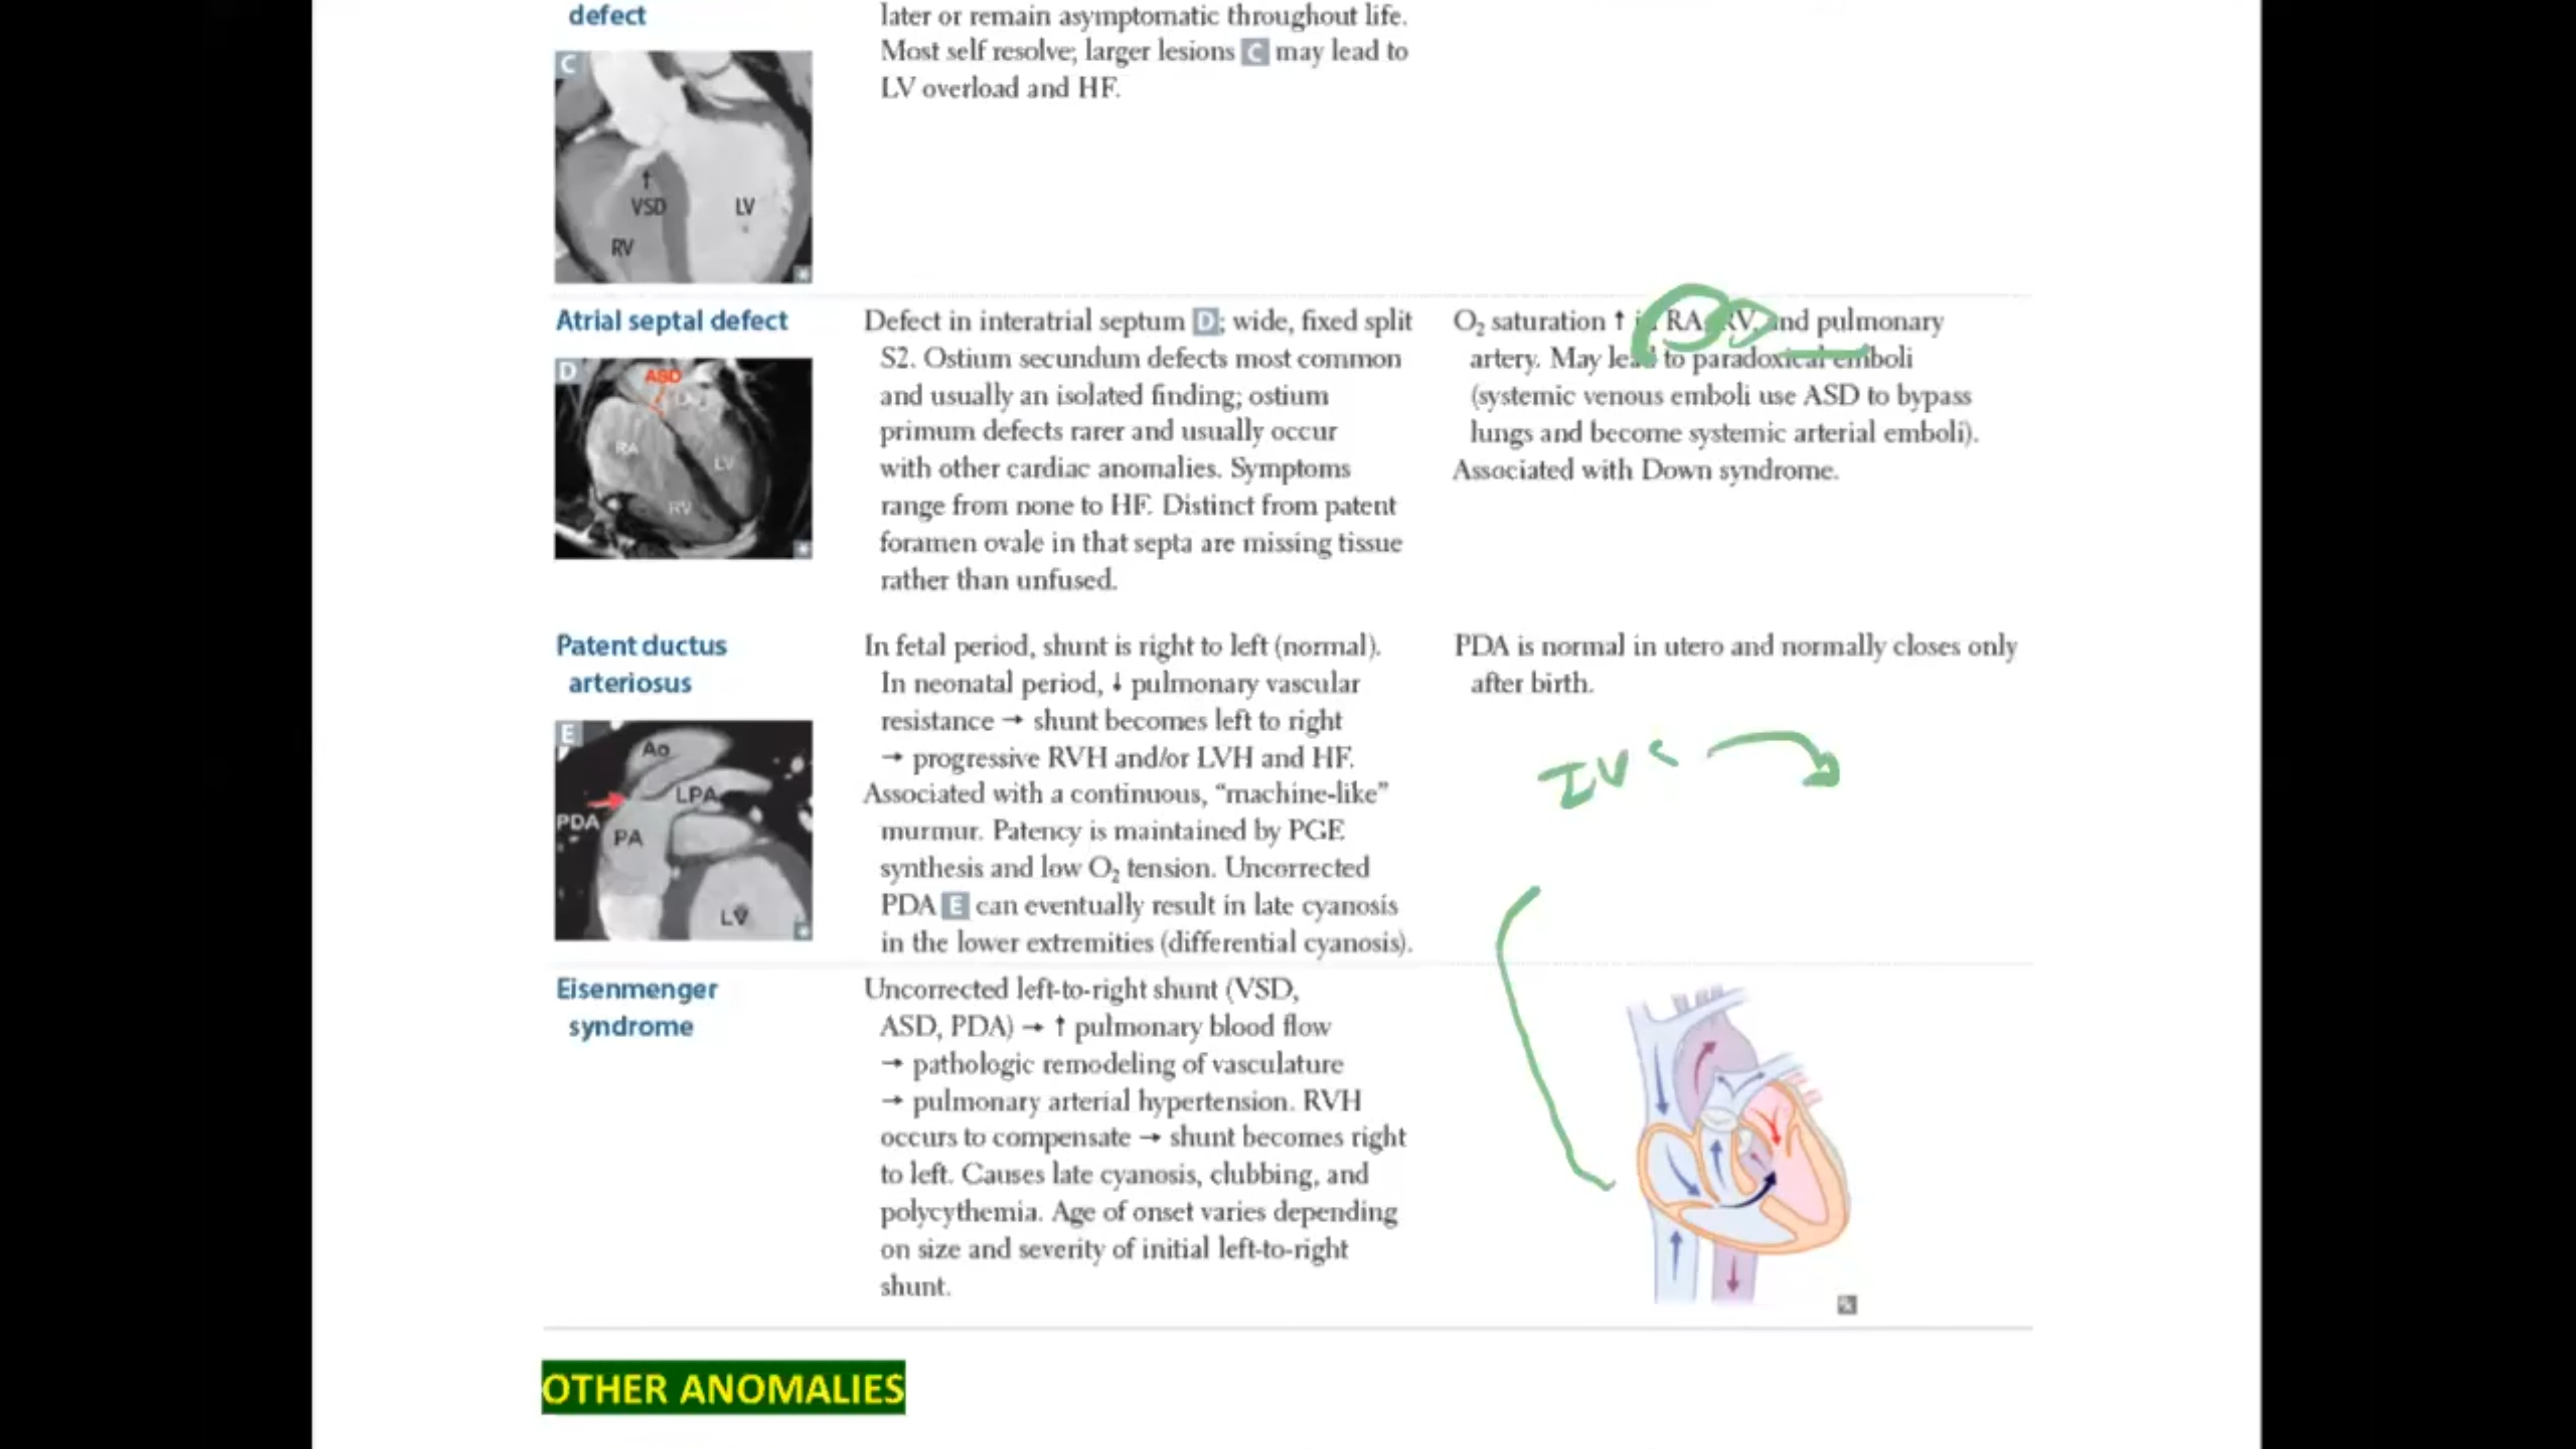 defect
later or remain asymptomatic throughout life.
Most self resolve; larger lesions C may lead to
LV overload and HF.
C
VSD
LV
RV
Atrial septal defect
Defect in interatrial septum D; wide, fixed split
S2. Ostium secundum defects most common
and usually an isolated finding; ostium
primum defects rarer and usually occur
with other cardiac anomalies. Symptoms
range from none to HF. Distinct from patent
foramen ovale in that septa are missing tissue
rather than unfused.
O₂ saturation ↑ in RA, RV, and pulmonary
artery. May lead to paradoxical emboli
(systemic venous emboli use ASD to bypass
lungs and become systemic arterial emboli).
Associated with Down syndrome.
D
ASD
LA
RA
LV
RV
Patent ductus
arteriosus
In fetal period, shunt is right to left (normal).
In neonatal period, ↓ pulmonary vascular
resistance → shunt becomes left to right
→ progressive RVH and/or LVH and HF.
Associated with a continuous, “machine-like”
murmur. Patency is maintained by PGE
synthesis and low O₂ tension. Uncorrected
PDA E can eventually result in late cyanosis
in the lower extremities (differential cyanosis).
PDA is normal in utero and normally closes only
after birth.
E
Ao
LPA
PDA
PA
LV
IVS
Eisenmenger
syndrome
Uncorrected left-to-right shunt (VSD,
ASD, PDA) → ↑ pulmonary blood flow
→ pathologic remodeling of vasculature
→ pulmonary arterial hypertension. RVH
occurs to compensate → shunt becomes right
to left. Causes late cyanosis, clubbing, and
polycythemia. Age of onset varies depending
on size and severity of initial left-to-right
shunt.
OTHER ANOMALIES